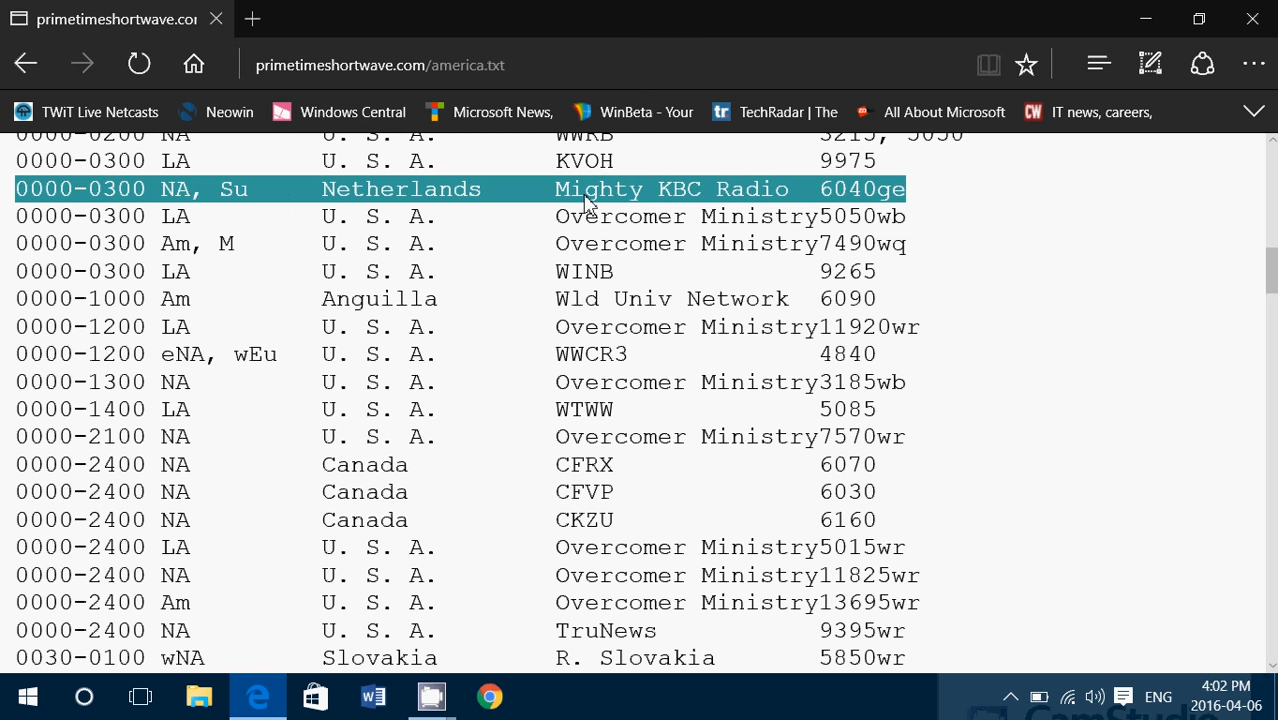 primetimeshortwave.co
primetimeshortwave.com/america.txt
TWiT Live Netcasts Neowin Windows Central Microsoft News, WinBeta - Your TechRadar | The All About Microsoft CW IT news, careers,
0000-0200 NA U. S. A. WWRB 3215, 5050
0000-0300 LA U. S. A. KVOH 9975
0000-0300 NA, Su Netherlands Mighty KBC Radio 6040ge
0000-0300 LA U. S. A. Overcomer Ministry5050wb
0000-0300 Am, M U. S. A. Overcomer Ministry7490wq
0000-0300 LA U. S. A. WINB 9265
0000-1000 Am Anguilla Wld Univ Network 6090
0000-1200 LA U. S. A. Overcomer Ministry11920wr
0000-1200 eNA, wEu U. S. A. WWCR3 4840
0000-1300 NA U. S. A. Overcomer Ministry3185wb
0000-1400 LA U. S. A. WTWW 5085
0000-2100 NA U. S. A. Overcomer Ministry7570wr
0000-2400 NA Canada CFRX 6070
0000-2400 NA Canada CFVP 6030
0000-2400 NA Canada CKZU 6160
0000-2400 LA U. S. A. Overcomer Ministry5015wr
0000-2400 NA U. S. A. Overcomer Ministry11825wr
0000-2400 Am U. S. A. Overcomer Ministry13695wr
0000-2400 NA U. S. A. TruNews 9395wr
0030-0100 wNA Slovakia R. Slovakia 5850wr
ENG 4:02 PM
2016-04-06